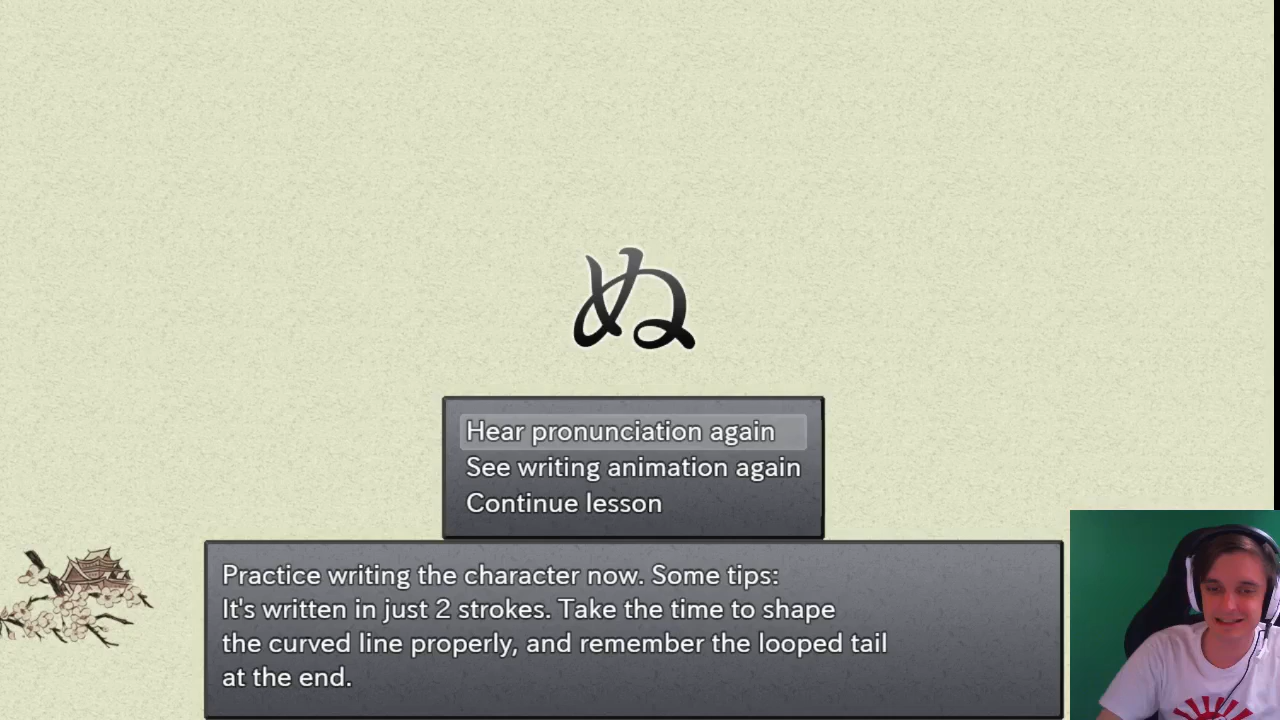 ぬ
Hear pronunciation again
See writing animation again
Continue lesson
Practice writing the character now. Some tips:
It's written in just 2 strokes. Take the time to shape
the curved line properly, and remember the looped tail
at the end.